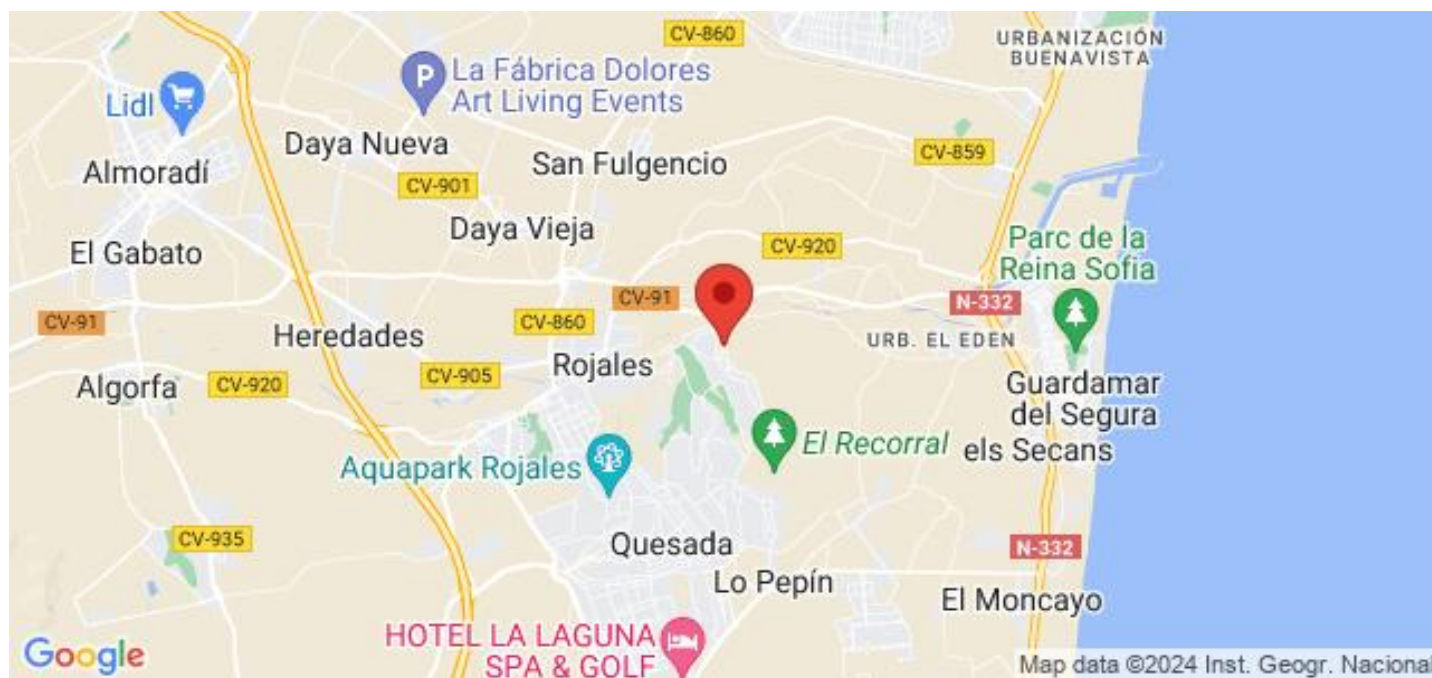 CV-860
URBANIZACIÓN
BUENAVISTA
La Fábrica Dolores
Art Living Events
Lidl
Daya Nueva
San Fulgencio
CV-859
Almoradí
CV-901
Daya Vieja
El Gabato
CV-920
Parc de la
Reina Sofia
CV-91
N-332
CV-91
Heredades
CV-860
URB. EL EDEN
Rojales
CV-905
Algorfa
CV-920
Guardamar
del Segura
El Recorral
els Secans
Aquapark Rojales
CV-935
Quesada
N-332
Lo Pepín
El Moncayo
HOTEL LA LAGUNA
SPA & GOLF
Google
Map data ©2024 Inst. Geogr. Nacional